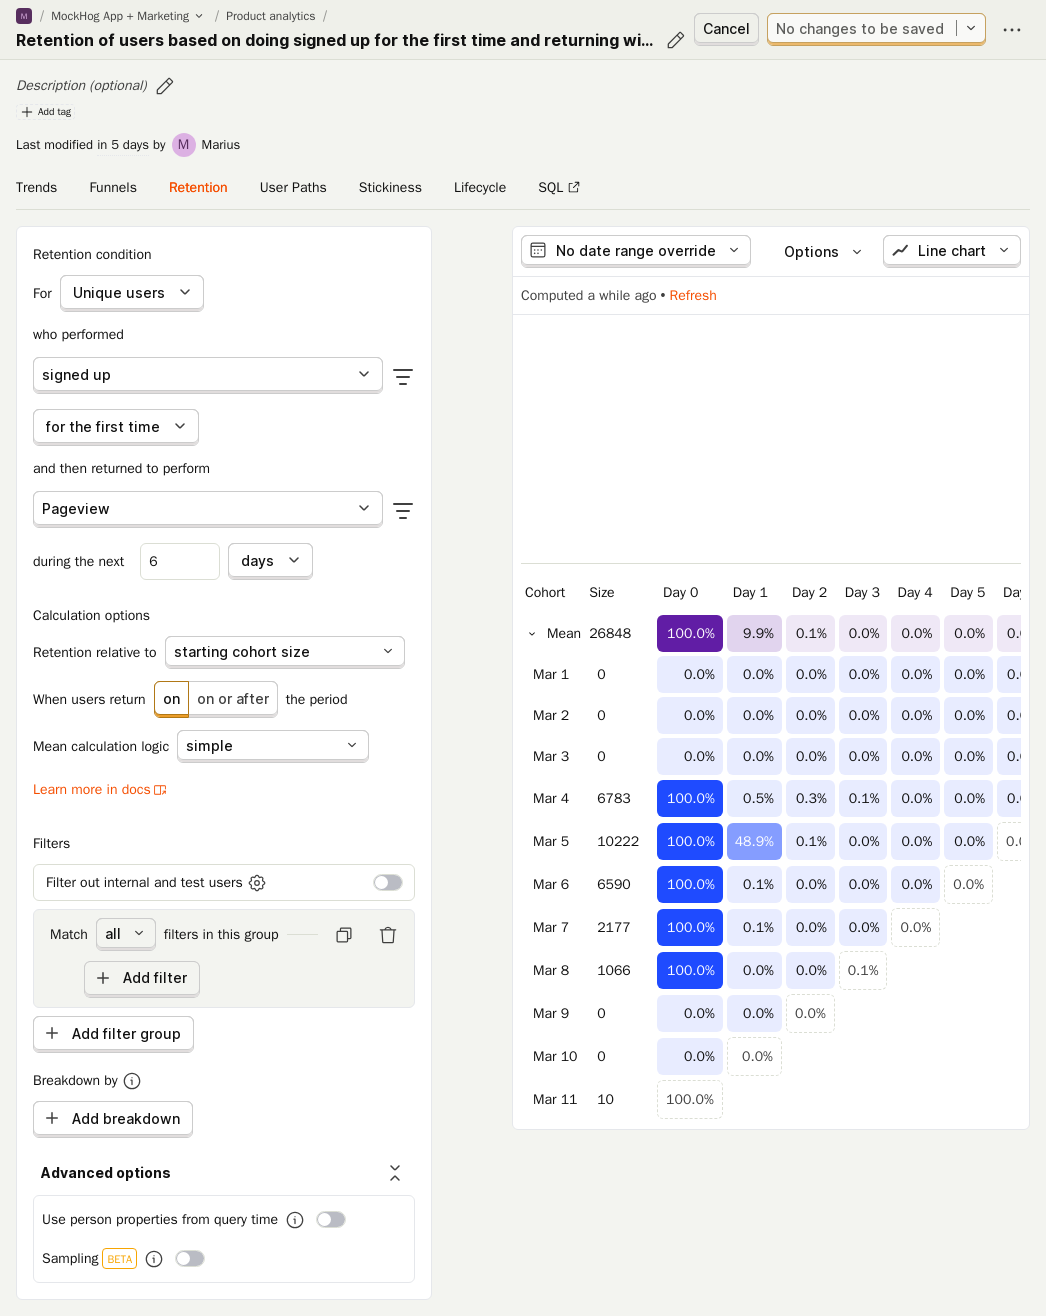 M / MockHog App + Marketing / Product analytics /
Retention of users based on doing signed up for the first time and returning wi...
Cancel
No changes to be saved
Description (optional)
Add tag
Last modified in 5 days by M Marius
Trends Funnels Retention User Paths Stickiness Lifecycle SQL
Retention condition
For Unique users
who performed
signed up
for the first time
and then returned to perform
Pageview
during the next 6 days
Calculation options
Retention relative to starting cohort size
When users return on on or after the period
Mean calculation logic simple
Learn more in docs
Filters
Filter out internal and test users
Match all filters in this group
Add filter
Add filter group
Breakdown by
Add breakdown
Advanced options
Use person properties from query time
Sampling BETA
No date range override Options Line chart
Computed a while ago • Refresh
Cohort Size Day 0 Day 1 Day 2 Day 3 Day 4 Day 5 Day
Mean 26848 100.0% 9.9% 0.1% 0.0% 0.0% 0.0% 0.
Mar 1 0 0.0% 0.0% 0.0% 0.0% 0.0% 0.0% 0.
Mar 2 0 0.0% 0.0% 0.0% 0.0% 0.0% 0.0% 0.
Mar 3 0 0.0% 0.0% 0.0% 0.0% 0.0% 0.0% 0.
Mar 4 6783 100.0% 0.5% 0.3% 0.1% 0.0% 0.0% 0.
Mar 5 10222 100.0% 48.9% 0.1% 0.0% 0.0% 0.0% 0.
Mar 6 6590 100.0% 0.1% 0.0% 0.0% 0.0% 0.0%
Mar 7 2177 100.0% 0.1% 0.0% 0.0% 0.0%
Mar 8 1066 100.0% 0.0% 0.0% 0.1%
Mar 9 0 0.0% 0.0% 0.0%
Mar 10 0 0.0% 0.0%
Mar 11 10 100.0%